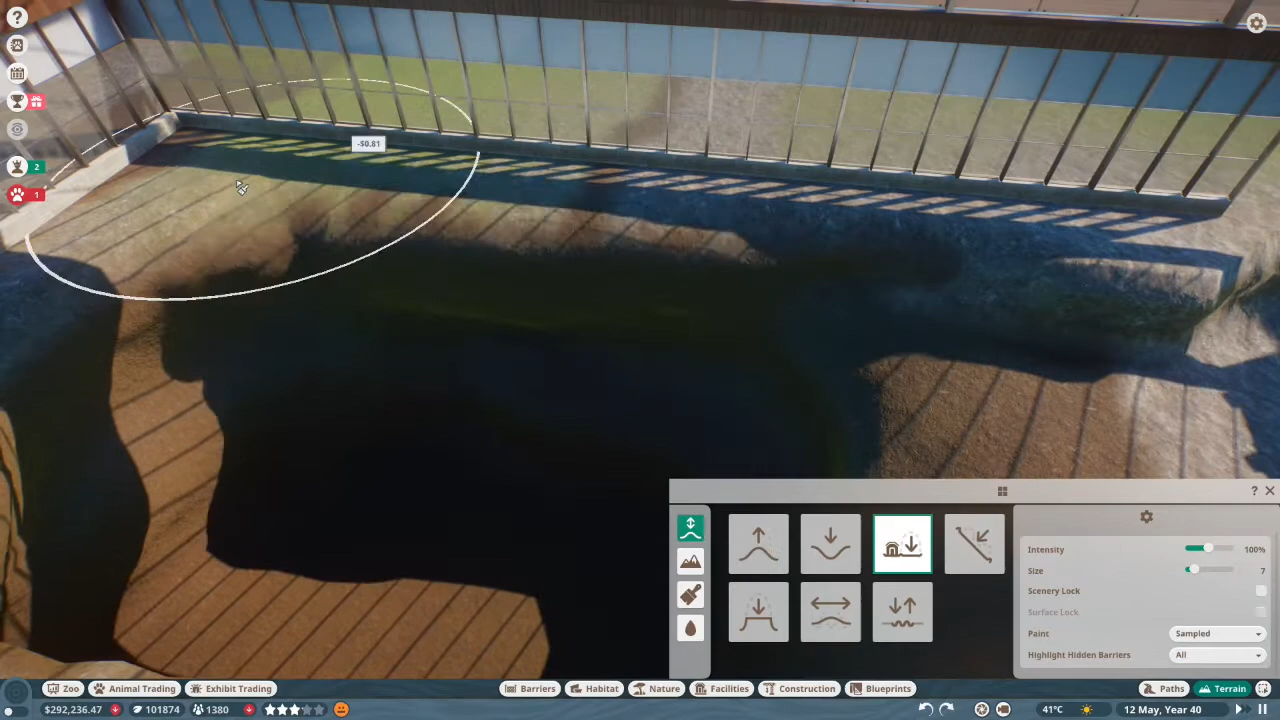 ?
2
1
-$0.81
? ×
Intensity 100%
Size 7
Scenery Lock
Surface Lock
Paint Sampled
Highlight Hidden Barriers All
Zoo Animal Trading Exhibit Trading Barriers Habitat Nature Facilities Construction Blueprints Paths Terrain
$292,236.47 101874 1380 41°C 12 May, Year 40